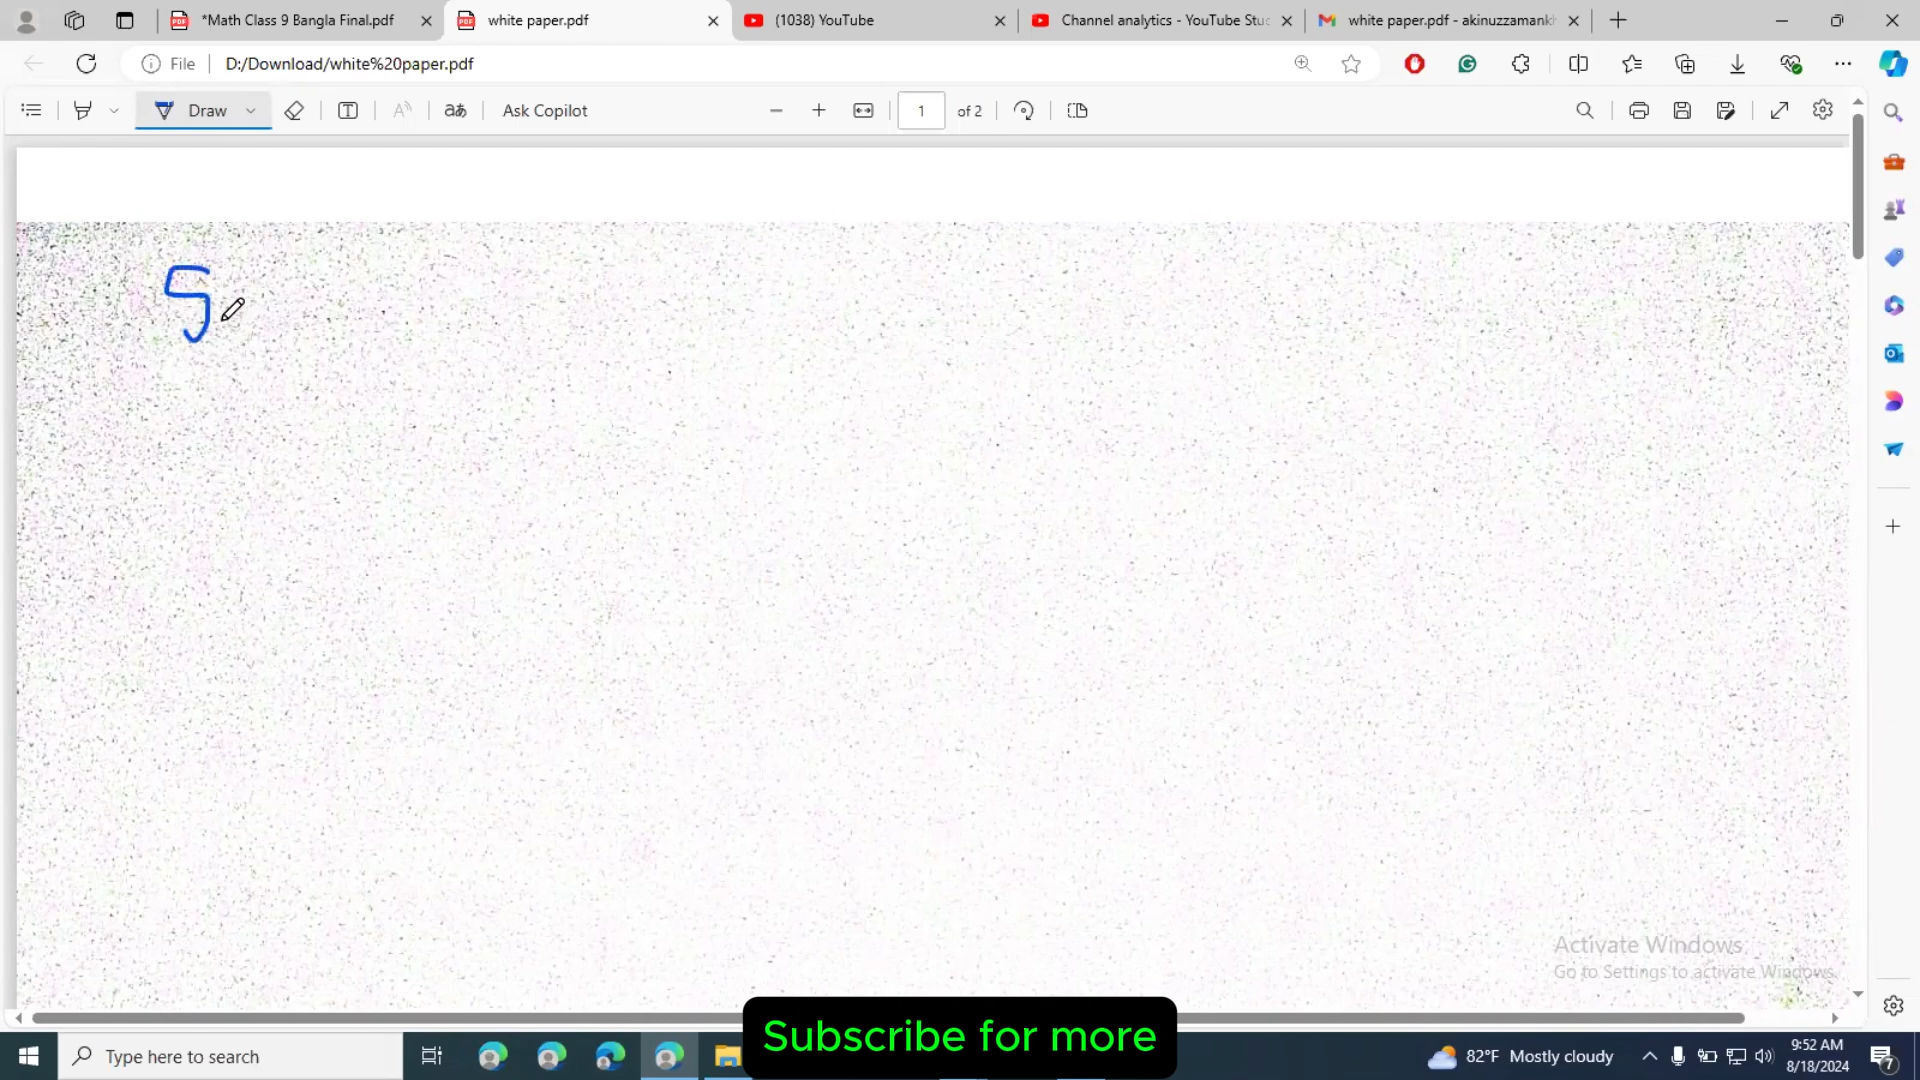 *Math Class 9 Bangla Final.pdf
white paper.pdf
(1038) YouTube
Channel analytics - YouTube Stu
white paper.pdf - akinuzzamankh
File
D:/Download/white%20paper.pdf
Draw
Ask Copilot
1
of 2
5
Activate Windows
Go to Settings to activate Windows.
Subscribe for more
Type here to search
82°F Mostly cloudy
9:52 AM
8/18/2024
7